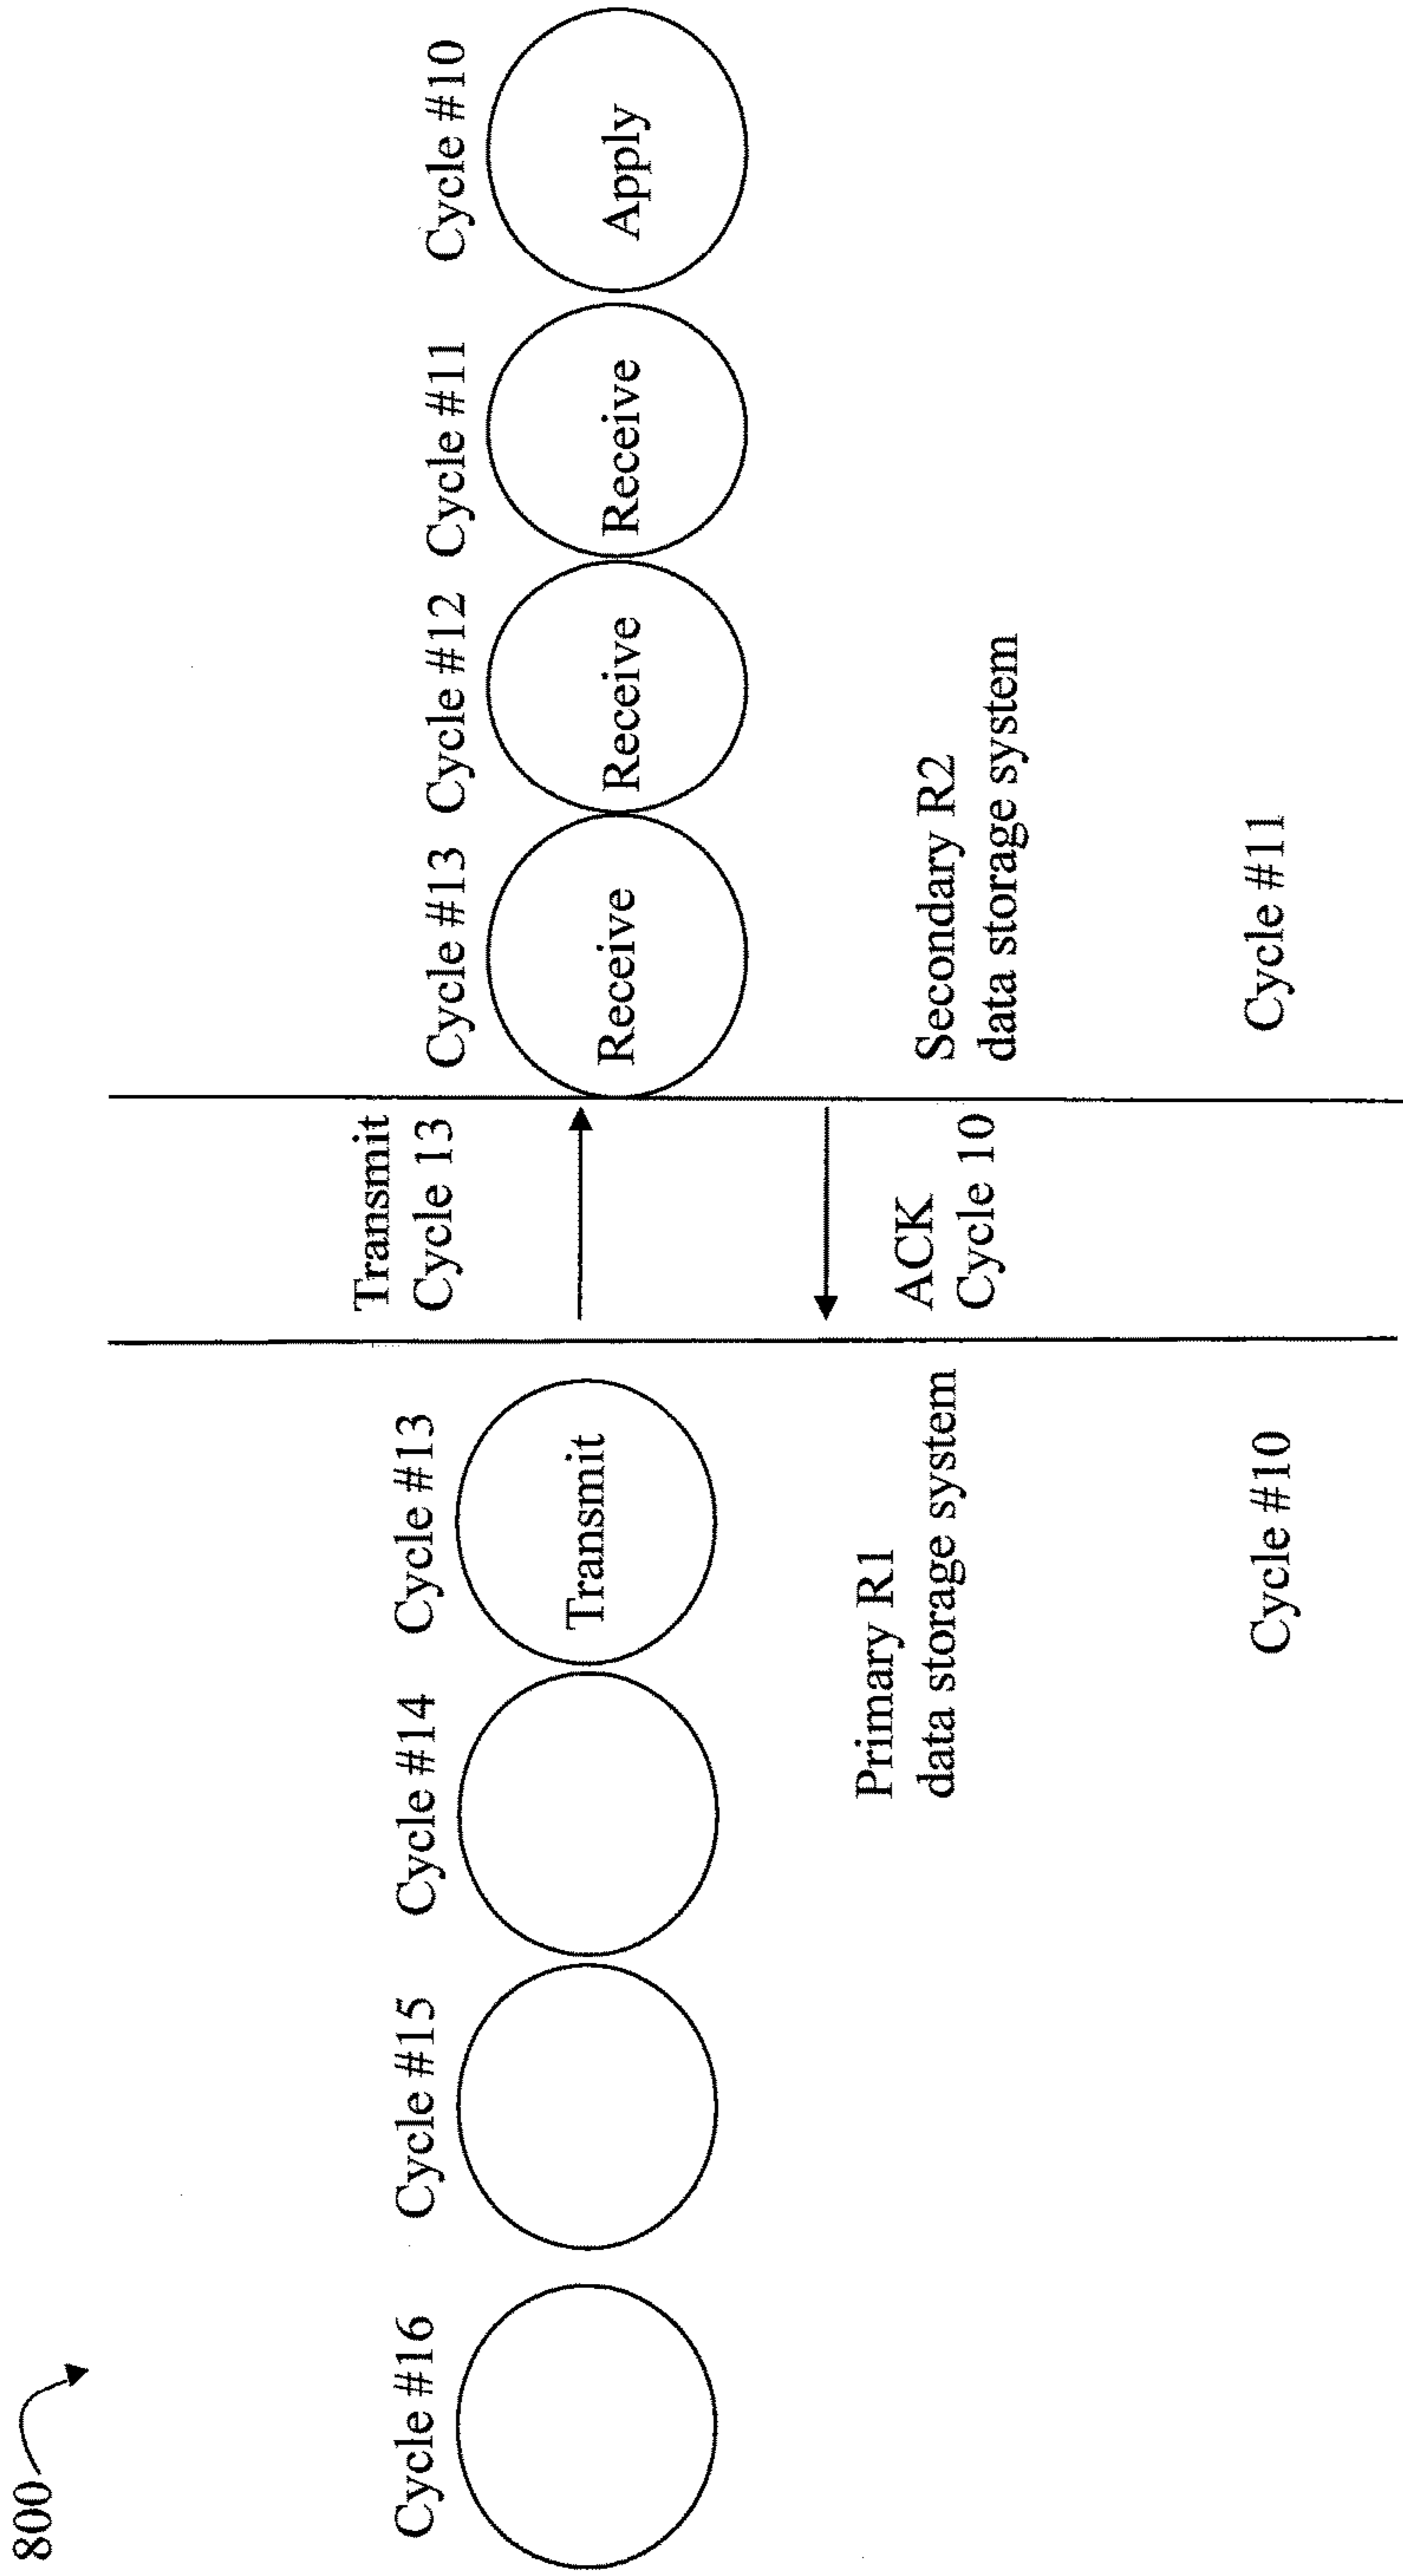 800
Transmit
Cycle 13
Cycle #16
Cycle #15
Cycle #14
Cycle #13
Cycle #13
Cycle #12
Cycle #11
Cycle #10
Transmit
Receive
Receive
Receive
Apply
ACK
Cycle 10
Primary R1
data storage system
Secondary R2
data storage system
Cycle #10
Cycle #11